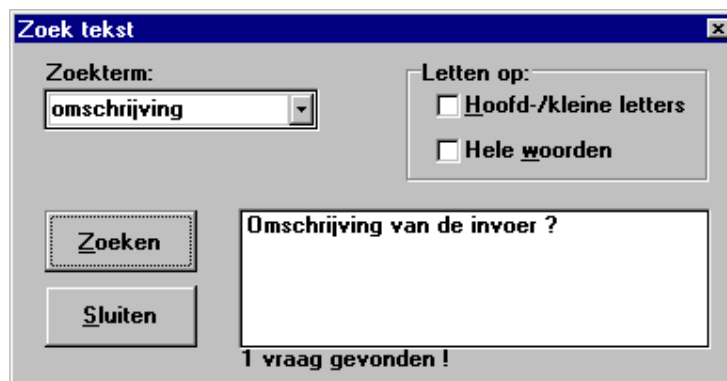 Zoek tekst
Zoekterm:
omschrijving
Letten op:
Hoofd-/kleine letters
Hele woorden
Zoeken
Sluiten
Omschrijving van de invoer ?
1 vraag gevonden !